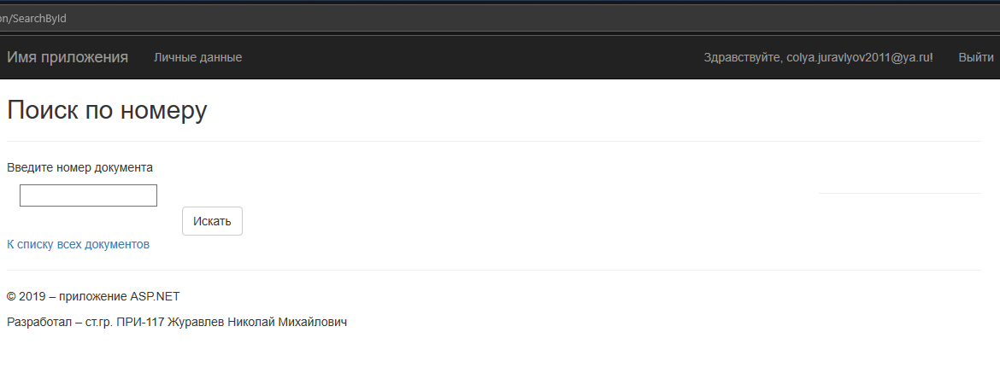 on/SearchById
Имя приложения Личные данные Здравствуйте, colya.juravlyov2011@ya.ru! Выйти
Поиск по номеру
Введите номер документа
Искать
К списку всех документов
© 2019 – приложение ASP.NET
Разработал – ст.гр. ПРИ-117 Журавлев Николай Михайлович